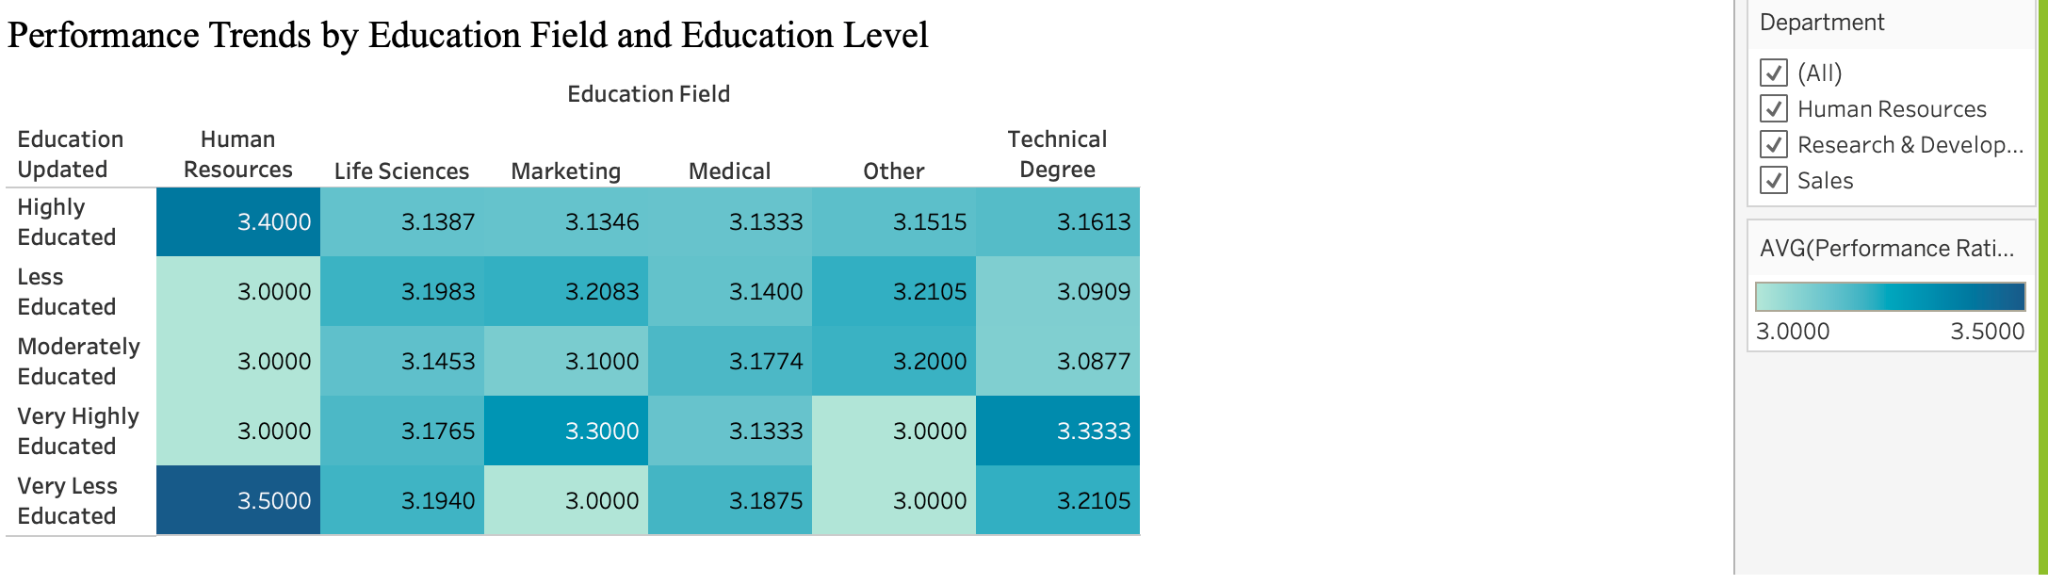 Performance Trends by Education Field and Education Level
Education Field
Education Updated Human Resources Life Sciences Marketing Medical Other Technical Degree
Highly Educated 3.4000 3.1387 3.1346 3.1333 3.1515 3.1613
Less Educated 3.0000 3.1983 3.2083 3.1400 3.2105 3.0909
Moderately Educated 3.0000 3.1453 3.1000 3.1774 3.2000 3.0877
Very Highly Educated 3.0000 3.1765 3.3000 3.1333 3.0000 3.3333
Very Less Educated 3.5000 3.1940 3.0000 3.1875 3.0000 3.2105
Department
(All)
Human Resources
Research & Develop...
Sales
AVG(Performance Rati...
3.0000 3.5000